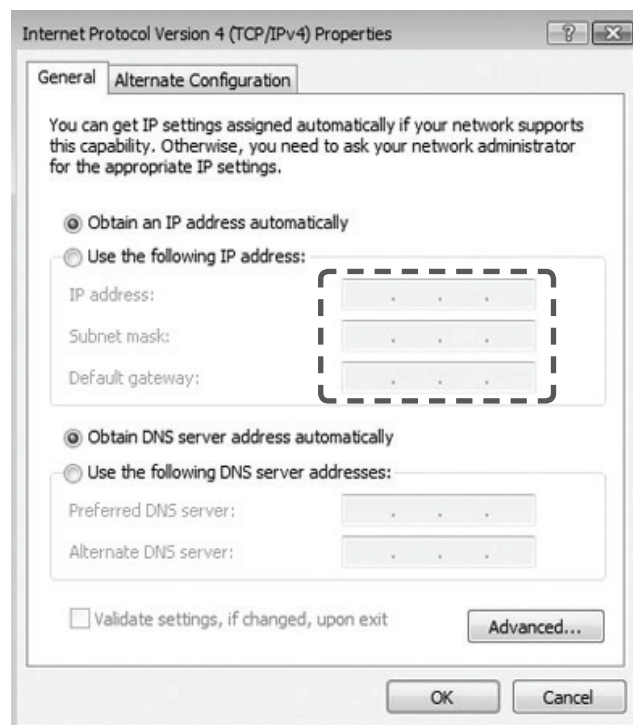 Internet Protocol Version 4 (TCP/IPv4) Properties
General
Alternate Configuration
You can get IP settings assigned automatically if your network supports
this capability. Otherwise, you need to ask your network administrator
for the appropriate IP settings.
Obtain an IP address automatically
Use the following IP address:
IP address:
Subnet mask:
Default gateway:
Obtain DNS server address automatically
Use the following DNS server addresses:
Preferred DNS server:
Alternate DNS server:
Validate settings, if changed, upon exit
Advanced...
OK
Cancel